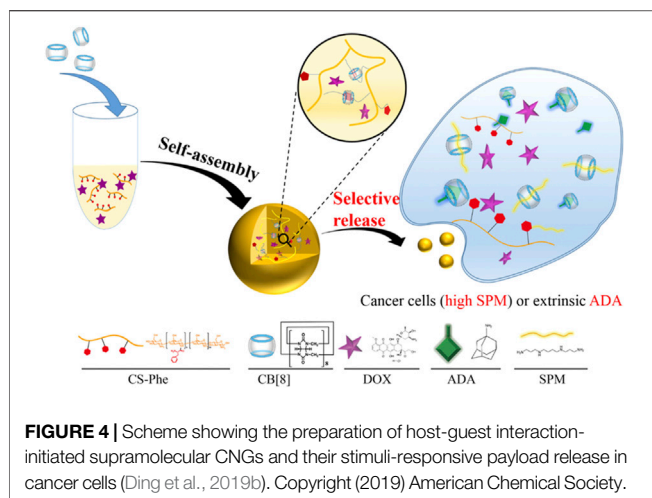 Self-assembly
Selective
release
Cancer cells (high SPM) or extrinsic ADA
CS-Phe
CB[8]
DOX
ADA
SPM
FIGURE 4 | Scheme showing the preparation of host-guest interaction-
initiated supramolecular CNGs and their stimuli-responsive payload release in
cancer cells (Ding et al., 2019b). Copyright (2019) American Chemical Society.